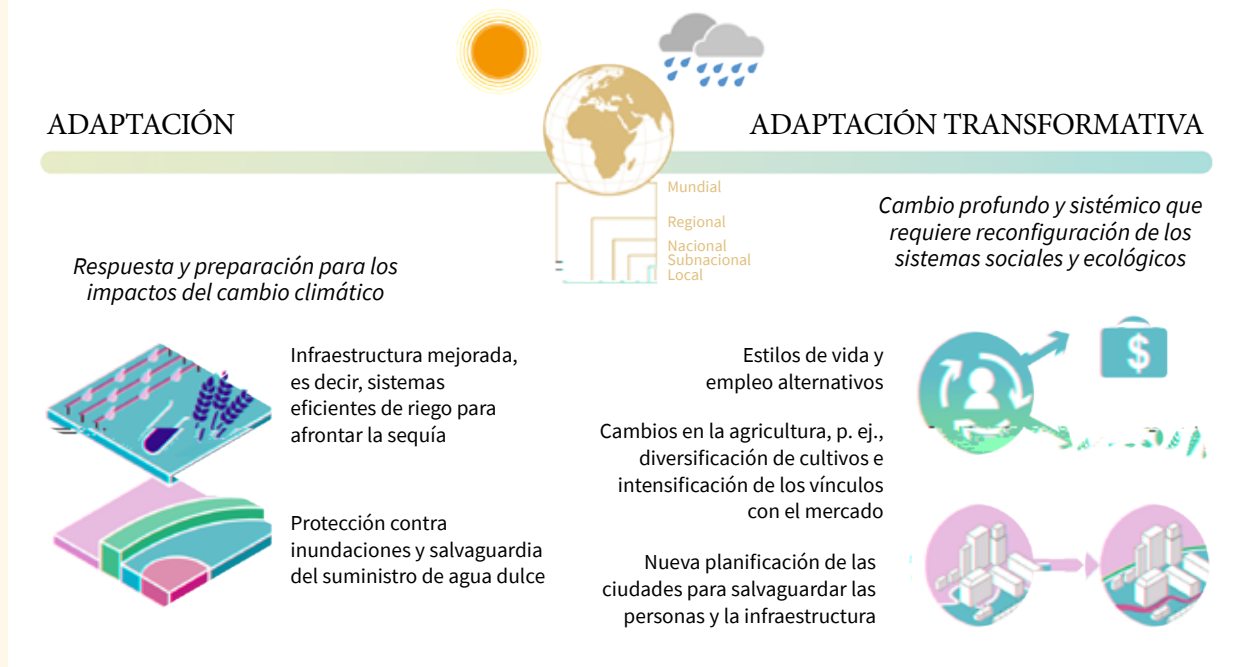 ADAPTACIÓN
ADAPTACIÓN TRANSFORMATIVA
Mundial
Regional
Nacional
Subnacional
Local
Respuesta y preparación para los
impactos del cambio climático
Infraestructura mejorada,
es decir, sistemas
eficientes de riego para
afrontar la sequía
Protección contra
inundaciones y salvaguardia
del suministro de agua dulce
Cambio profundo y sistémico que
requiere reconfiguración de los
sistemas sociales y ecológicos
Estilos de vida y
empleo alternativos
$
Cambios en la agricultura, p. ej.,
diversificación de cultivos e
intensificación de los vínculos
con el mercado
Nueva planificación de las
ciudades para salvaguardar las
personas y la infraestructura